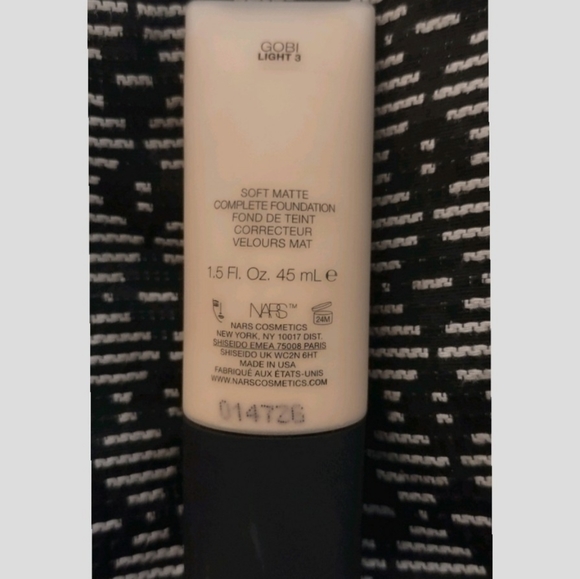 GOBI
LIGHT 3
SOFT MATTE
COMPLETE FOUNDATION
FOND DE TEINT
CORRECTEUR
VELOURS MAT
1.5 Fl. Oz. 45 mL ℮
NARS™
24M
NARS COSMETICS
NEW YORK, NY 10017 DIST.
SHISEIDO EMEA 75008 PARIS
SHISEIDO UK WC2N 6HT
MADE IN USA
FABRIQUÉ AUX ÉTATS-UNIS
WWW.NARSCOSMETICS.COM